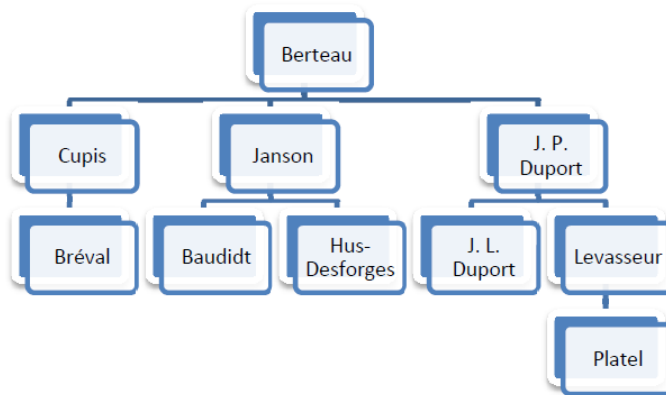 Berteau
Cupis
Janson
J. P.
Duport
Bréval
Baudidt
Hus-
Desforges
J. L.
Duport
Levasseur
Platel